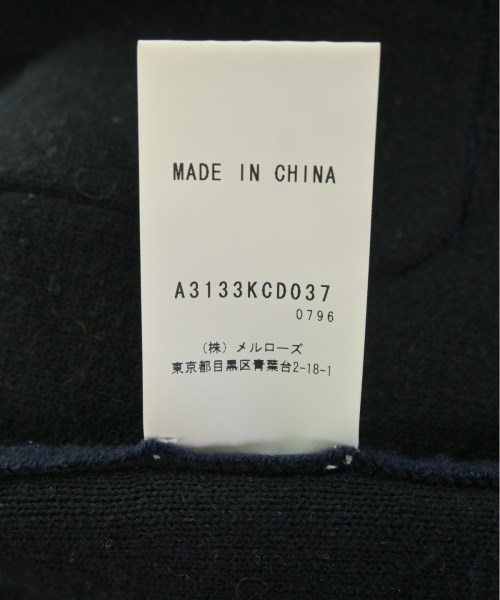 MADE IN CHINA
A3133KCD037
0796
(株) メルローズ
東京都目黒区青葉台2-18-1